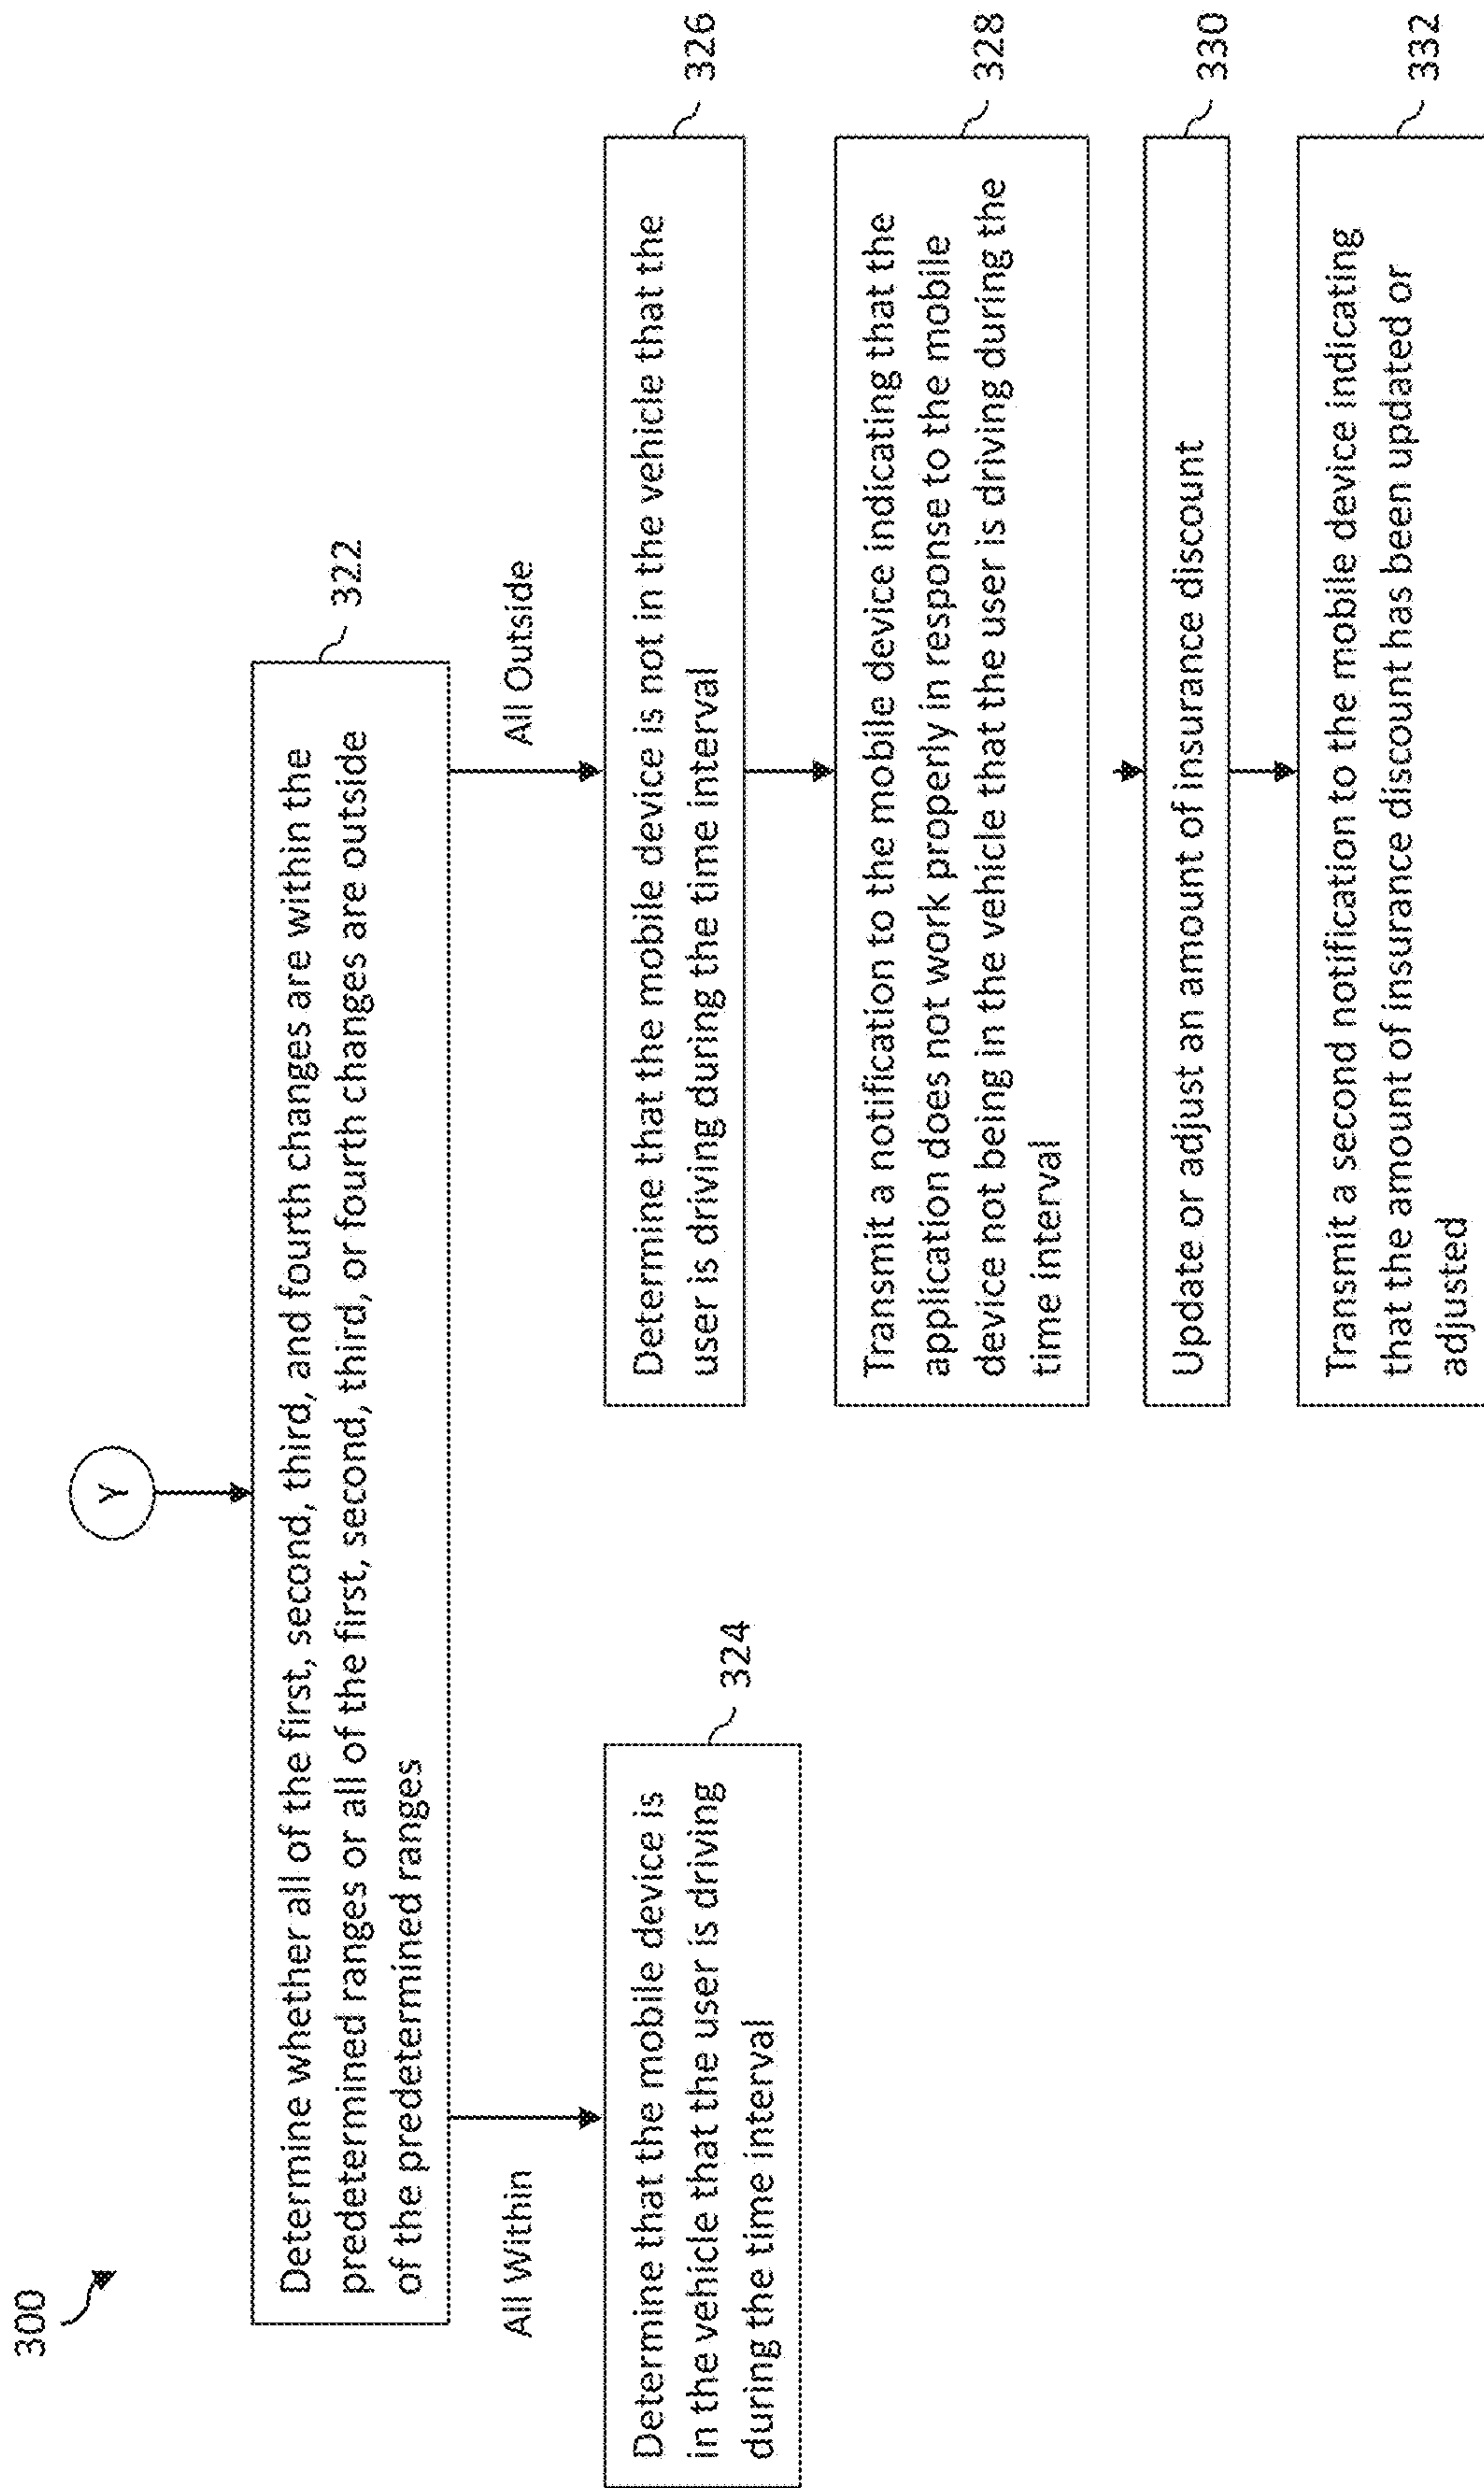 300
Y
322
Determine whether all of the first, second, third, and fourth changes are within the
predetermined ranges or all of the first, second, third, or fourth changes are outside
of the predetermined ranges
All Within
All Outside
324
Determine that the mobile device is
in the vehicle that the user is driving
during the time interval
326
Determine that the mobile device is not in the vehicle that the
user is driving during the time interval
328
Transmit a notification to the mobile device indicating that the
application does not work properly in response to the mobile
device not being in the vehicle that the user is driving during the
time interval
330
Update or adjust an amount of insurance discount
332
Transmit a second notification to the mobile device indicating
that the amount of insurance discount has been updated or
adjusted